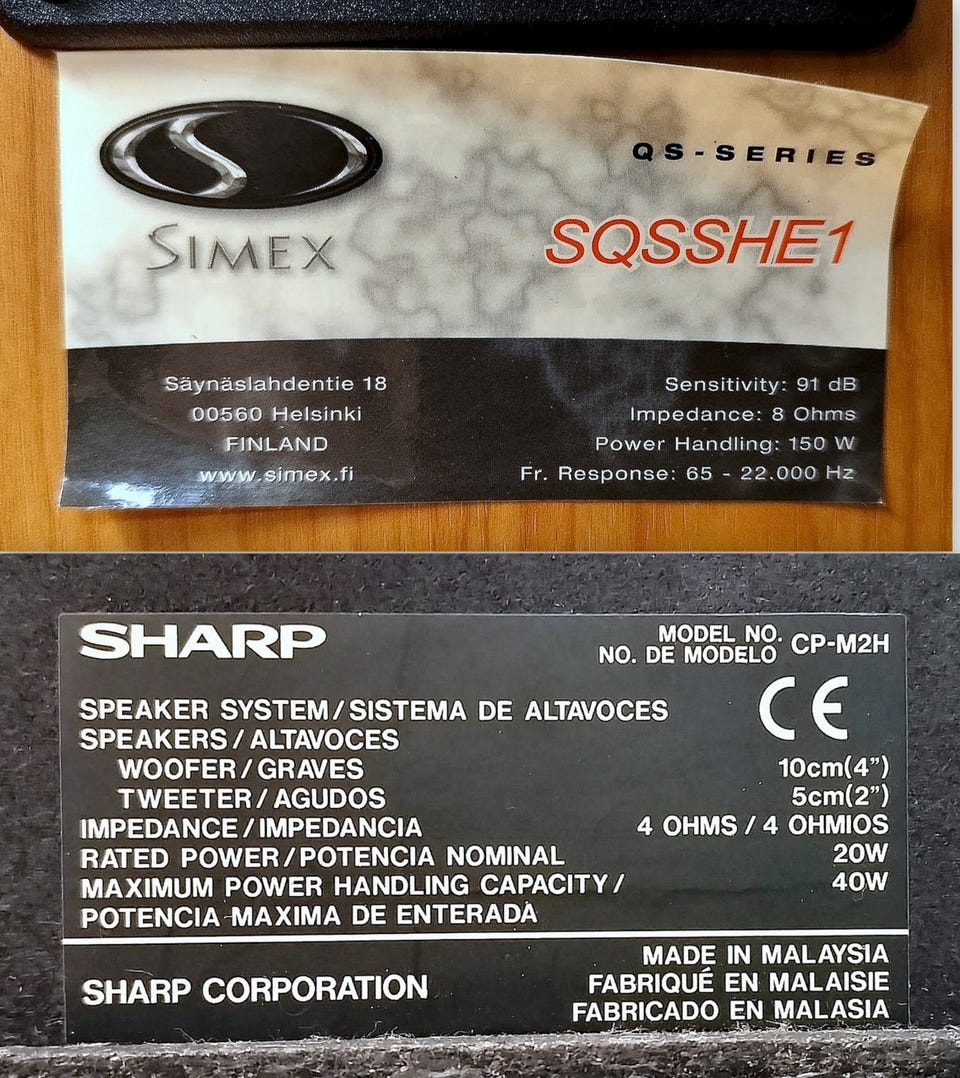 SIMEX
QS-SERIES
SQSSHE1
Säynäslahdentie 18
00560 Helsinki
FINLAND
www.simex.fi
Sensitivity: 91 dB
Impedance: 8 Ohms
Power Handling: 150 W
Fr. Response: 65 - 22.000 Hz
SHARP
MODEL NO.
NO. DE MODELO CP-M2H
CE
SPEAKER SYSTEM/SISTEMA DE ALTAVOCES
SPEAKERS/ALTAVOCES
WOOFER/GRAVES 10cm(4”)
TWEETER/AGUDOS 5cm(2”)
IMPEDANCE/IMPEDANCIA 4 OHMS / 4 OHMIOS
RATED POWER/POTENCIA NOMINAL 20W
MAXIMUM POWER HANDLING CAPACITY/ 40W
POTENCIA MAXIMA DE ENTERADA
SHARP CORPORATION
MADE IN MALAYSIA
FABRIQUÉ EN MALAISIE
FABRICADO EN MALASIA